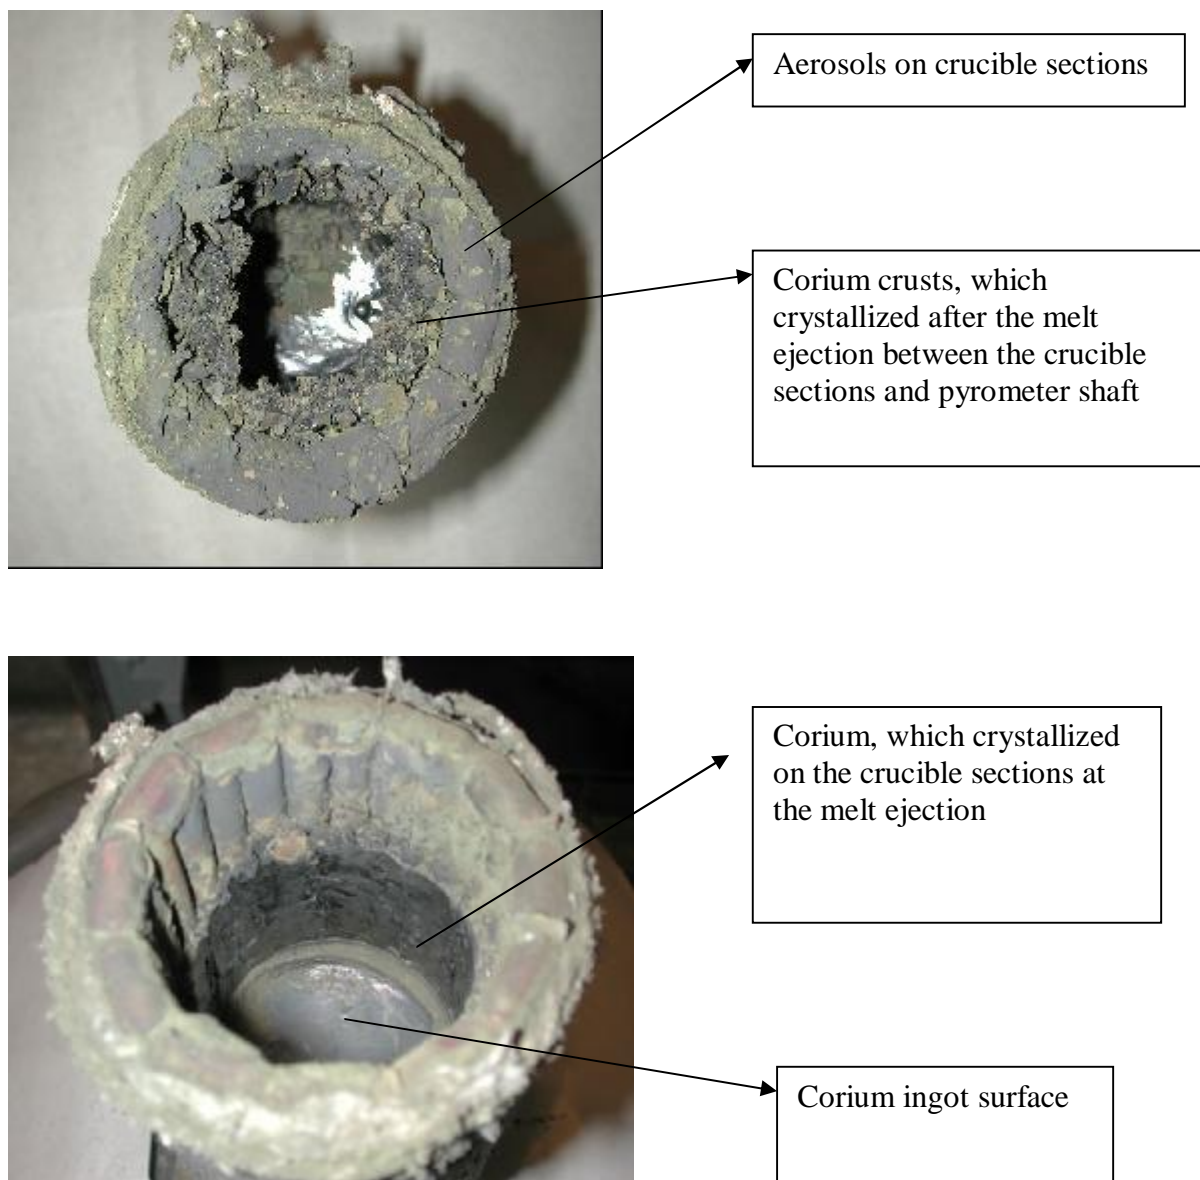 Aerosols on crucible sections
Corium crusts, which
crystallized after the melt
ejection between the crucible
sections and pyrometer shaft
Corium, which crystallized
on the crucible sections at
the melt ejection
Corium ingot surface